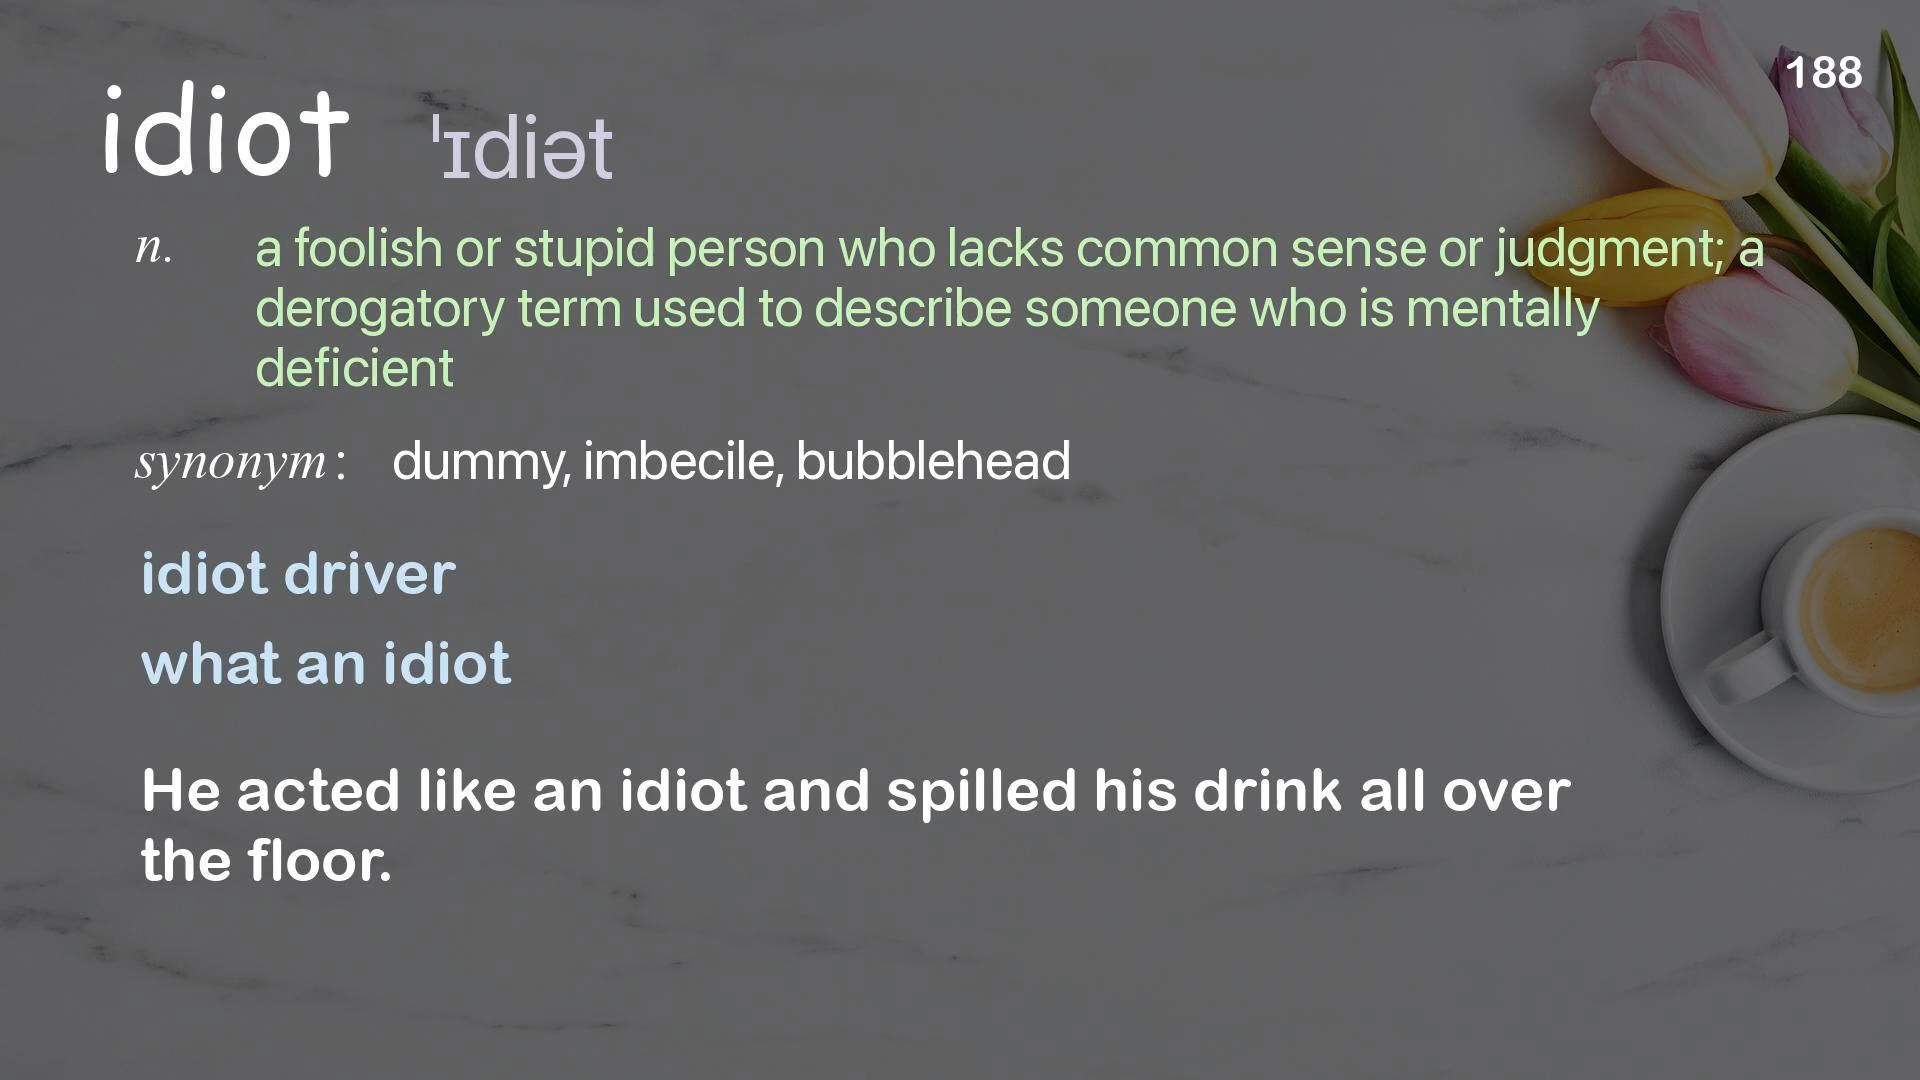 188
idiot ˈɪdiət
n. a foolish or stupid person who lacks common sense or judgment; a
derogatory term used to describe someone who is mentally
deficient
synonym: dummy, imbecile, bubblehead
idiot driver
what an idiot
He acted like an idiot and spilled his drink all over
the floor.